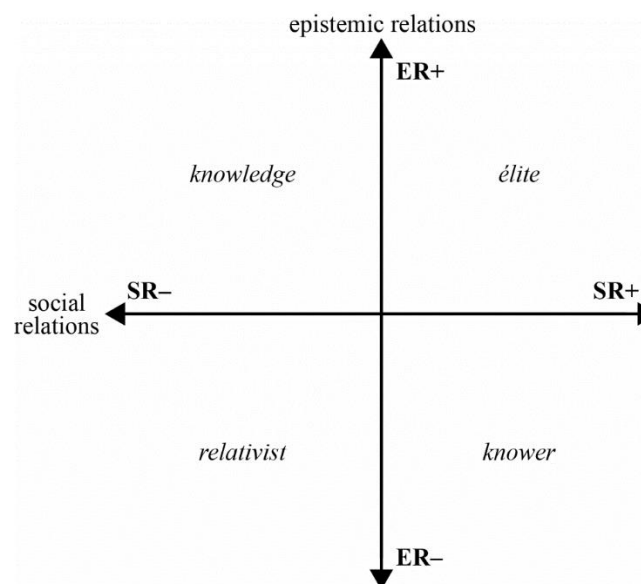 epistemic relations
ER+
knowledge
élite
SR–
SR+
social
relations
relativist
knower
ER–